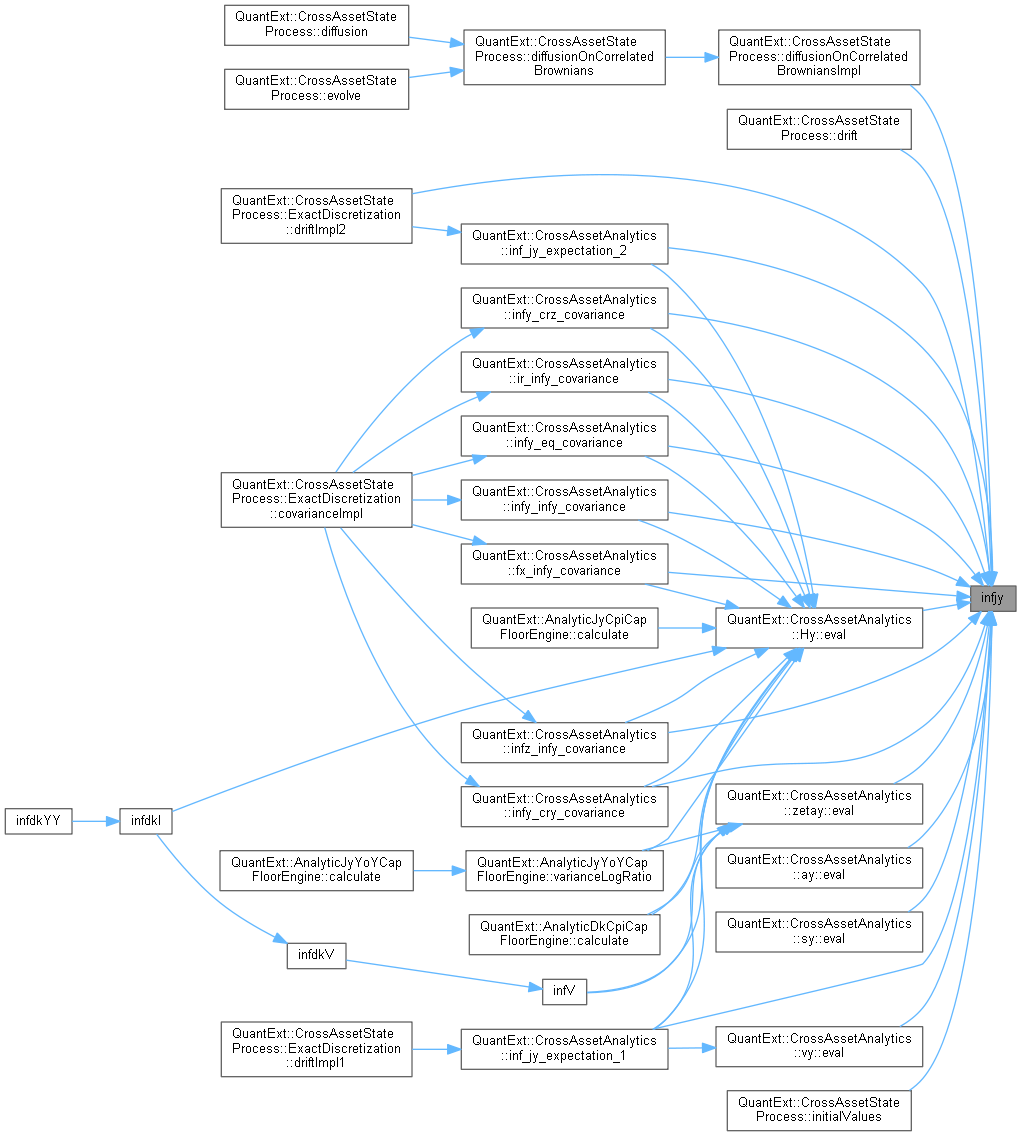 QuantExt::CrossAssetState
Process::diffusion
QuantExt::CrossAssetState
Process::evolve
QuantExt::CrossAssetState
Process::diffusionOnCorrelated
Brownians
QuantExt::CrossAssetState
Process::diffusionOnCorrelated
BrowniansImpl
QuantExt::CrossAssetState
Process::drift
QuantExt::CrossAssetState
Process::ExactDiscretization
::driftImpl2
QuantExt::CrossAssetAnalytics
::inf_jy_expectation_2
QuantExt::CrossAssetAnalytics
::infy_crz_covariance
QuantExt::CrossAssetAnalytics
::ir_infy_covariance
QuantExt::CrossAssetAnalytics
::infy_eq_covariance
QuantExt::CrossAssetState
Process::ExactDiscretization
::covarianceImpl
QuantExt::CrossAssetAnalytics
::infy_infy_covariance
QuantExt::CrossAssetAnalytics
::fx_infy_covariance
infjy
QuantExt::AnalyticJyCpiCap
FloorEngine::calculate
QuantExt::CrossAssetAnalytics
::Hy::eval
QuantExt::CrossAssetAnalytics
::infz_infy_covariance
QuantExt::CrossAssetAnalytics
::infy_cry_covariance
QuantExt::CrossAssetAnalytics
::zetay::eval
infdkYY
infdkI
QuantExt::AnalyticJyYoYCap
FloorEngine::calculate
QuantExt::AnalyticJyYoYCap
FloorEngine::varianceLogRatio
QuantExt::CrossAssetAnalytics
::ay::eval
QuantExt::AnalyticDkCpiCap
FloorEngine::calculate
QuantExt::CrossAssetAnalytics
::sy::eval
infdkV
infV
QuantExt::CrossAssetState
Process::ExactDiscretization
::driftImpl1
QuantExt::CrossAssetAnalytics
::inf_jy_expectation_1
QuantExt::CrossAssetAnalytics
::vy::eval
QuantExt::CrossAssetState
Process::initialValues